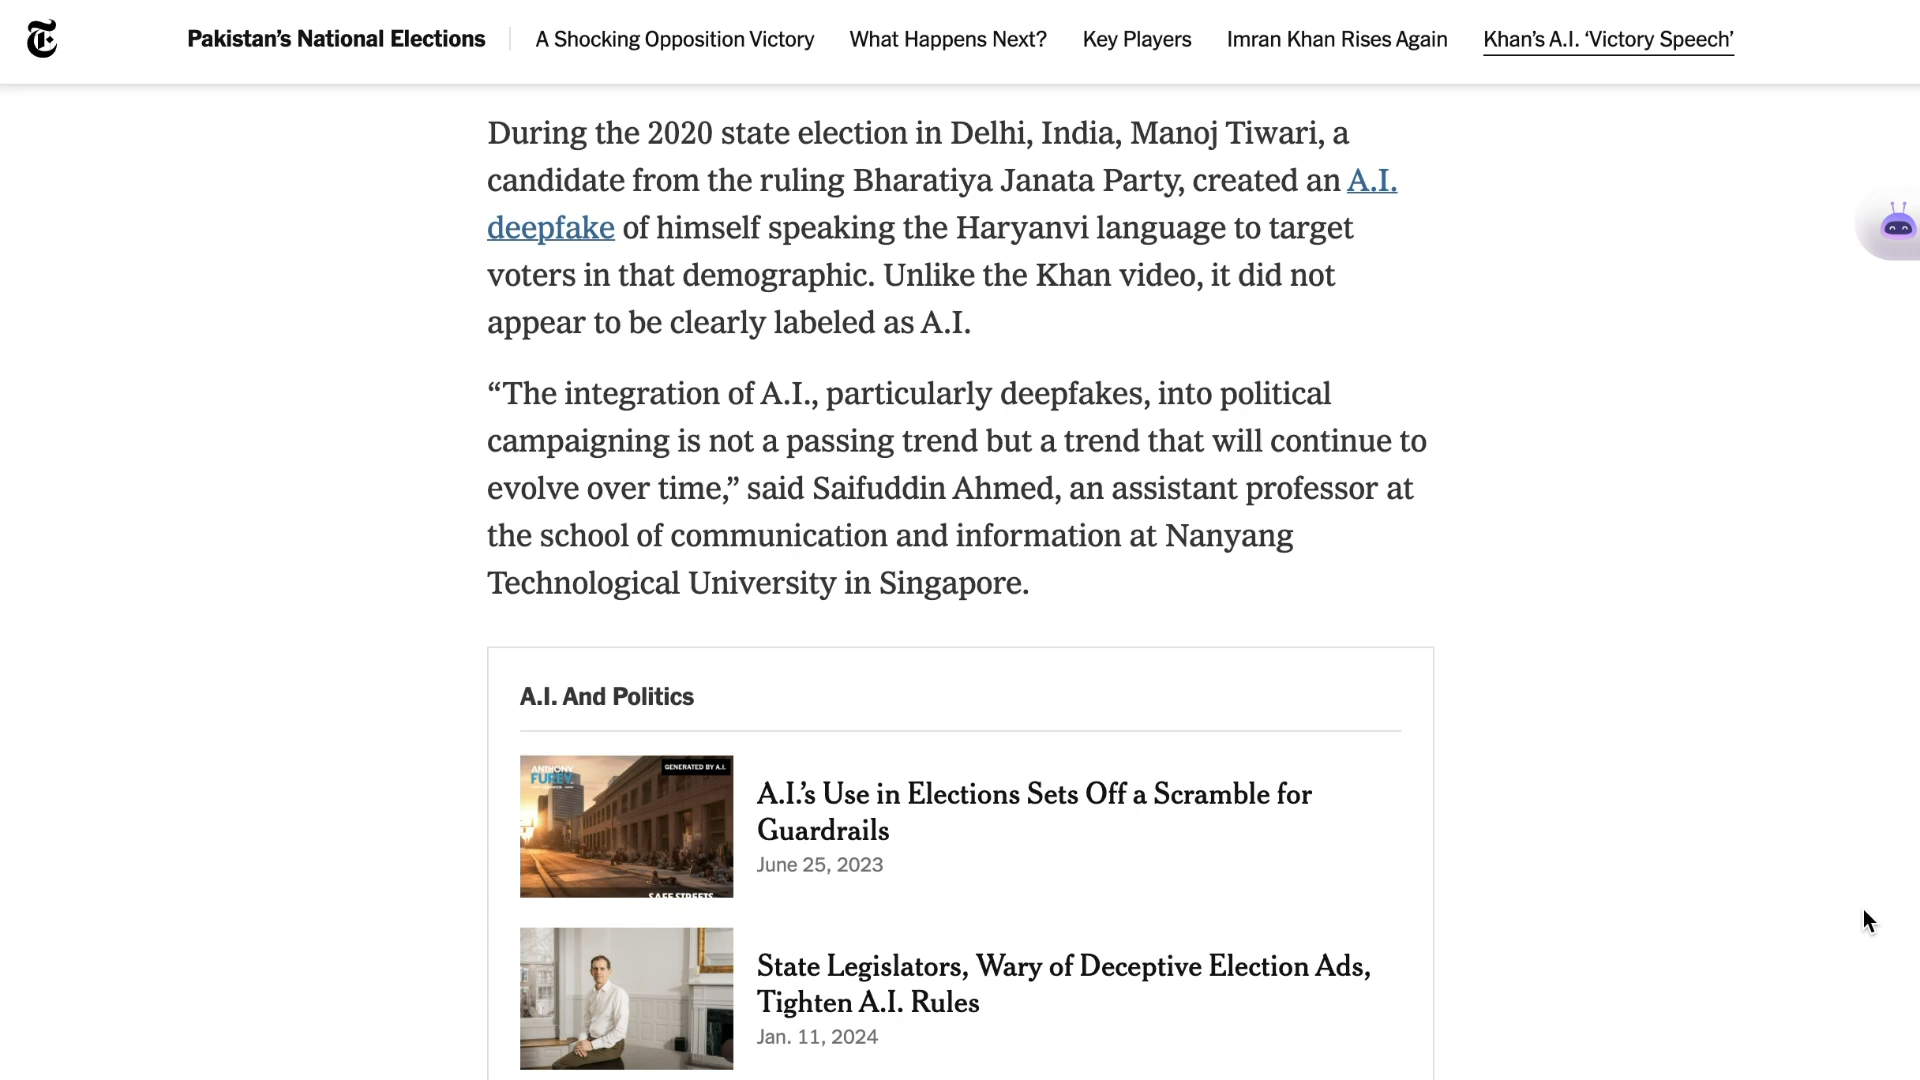 Pakistan’s National Elections
A Shocking Opposition Victory
What Happens Next?
Key Players
Imran Khan Rises Again
Khan’s A.I. ‘Victory Speech’
During the 2020 state election in Delhi, India, Manoj Tiwari, a
candidate from the ruling Bharatiya Janata Party, created an A.I.
deepfake of himself speaking the Haryanvi language to target
voters in that demographic. Unlike the Khan video, it did not
appear to be clearly labeled as A.I.
“The integration of A.I., particularly deepfakes, into political
campaigning is not a passing trend but a trend that will continue to
evolve over time,” said Saifuddin Ahmed, an assistant professor at
the school of communication and information at Nanyang
Technological University in Singapore.
A.I. And Politics
ANTHONY
FUREY
GENERATED BY A.I.
SAFE STREETS
A.I.’s Use in Elections Sets Off a Scramble for
Guardrails
June 25, 2023
State Legislators, Wary of Deceptive Election Ads,
Tighten A.I. Rules
Jan. 11, 2024